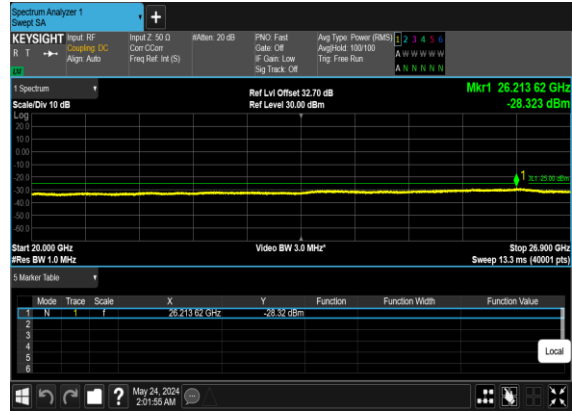 Spectrum Analyzer 1
Swept SA
+
KEYSIGHT
R T
Input: RF
Coupling: DC
Align: Auto
Input Z: 50 Ω
Corr CCorr
Freq Ref: Int (S)
#Atten: 20 dB
PNO: Fast
Gate: Off
IF Gain: Low
Sig Track: Off
Avg Type: Power (RMS)
Avg|Hold: 100/100
Trig: Free Run
1 2 3 4 5 6
A W W W W W
A N N N N N
1 Spectrum
Scale/Div 10 dB
Ref Lvl Offset 32.70 dB
Ref Level 30.00 dBm
Mkr1 26.213 62 GHz
-28.323 dBm
Log
20.0
10.0
0.00
-10.0
-20.0
-30.0
-40.0
-50.0
-60.0
1
-25.00 dBm
Start 20.000 GHz
#Res BW 1.0 MHz
Video BW 3.0 MHz*
Stop 26.900 GHz
Sweep 13.3 ms (40001 pts)
5 Marker Table
Mode Trace Scale X Y Function Function Width Function Value
1 N 1 f 26.213 62 GHz -28.32 dBm
2
3
4
5
6
Local
?
May 24, 2024
2:01:55 AM